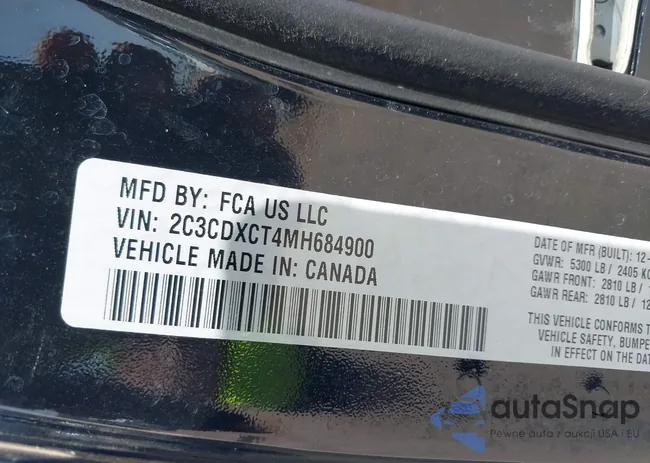 MFD BY: FCA US LLC
VIN: 2C3CDXCT4MH684900
VEHICLE MADE IN: CANADA
DATE OF MFR (BUILT): 12-
GVWR: 5300 LB / 2405 KG
GAWR FRONT: 2810 LB / 1
GAWR REAR: 2810 LB / 12
THIS VEHICLE CONFORMS T
VEHICLE SAFETY, BUMPE
IN EFFECT ON THE DAT
autaSnap
Pewne auta z aukcji USA i EU